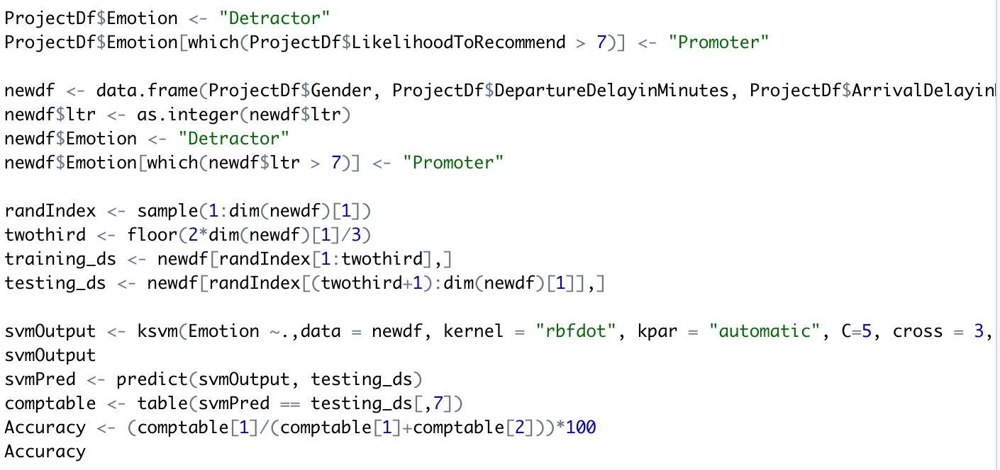 ProjectDf$Emotion <- "Detractor"
ProjectDf$Emotion[which(ProjectDf$LikelihoodToRecommend > 7)] <- "Promoter"
newdf <- data.frame(ProjectDf$Gender, ProjectDf$DepartureDelayinMinutes, ProjectDf$ArrivalDelayin
newdf$ltr <- as.integer(newdf$ltr)
newdf$Emotion <- "Detractor"
newdf$Emotion[which(newdf$ltr > 7)] <- "Promoter"
randIndex <- sample(1:dim(newdf)[1])
twothird <- floor(2*dim(newdf)[1]/3)
training_ds <- newdf[randIndex[1:twothird],]
testing_ds <- newdf[randIndex[(twothird+1):dim(newdf)[1]],]
svmOutput <- ksvm(Emotion ~.,data = newdf, kernel = "rbfdot", kpar = "automatic", C=5, cross = 3,
svmOutput
svmPred <- predict(svmOutput, testing_ds)
comptable <- table(svmPred == testing_ds[,7])
Accuracy <- (comptable[1]/(comptable[1]+comptable[2]))*100
Accuracy